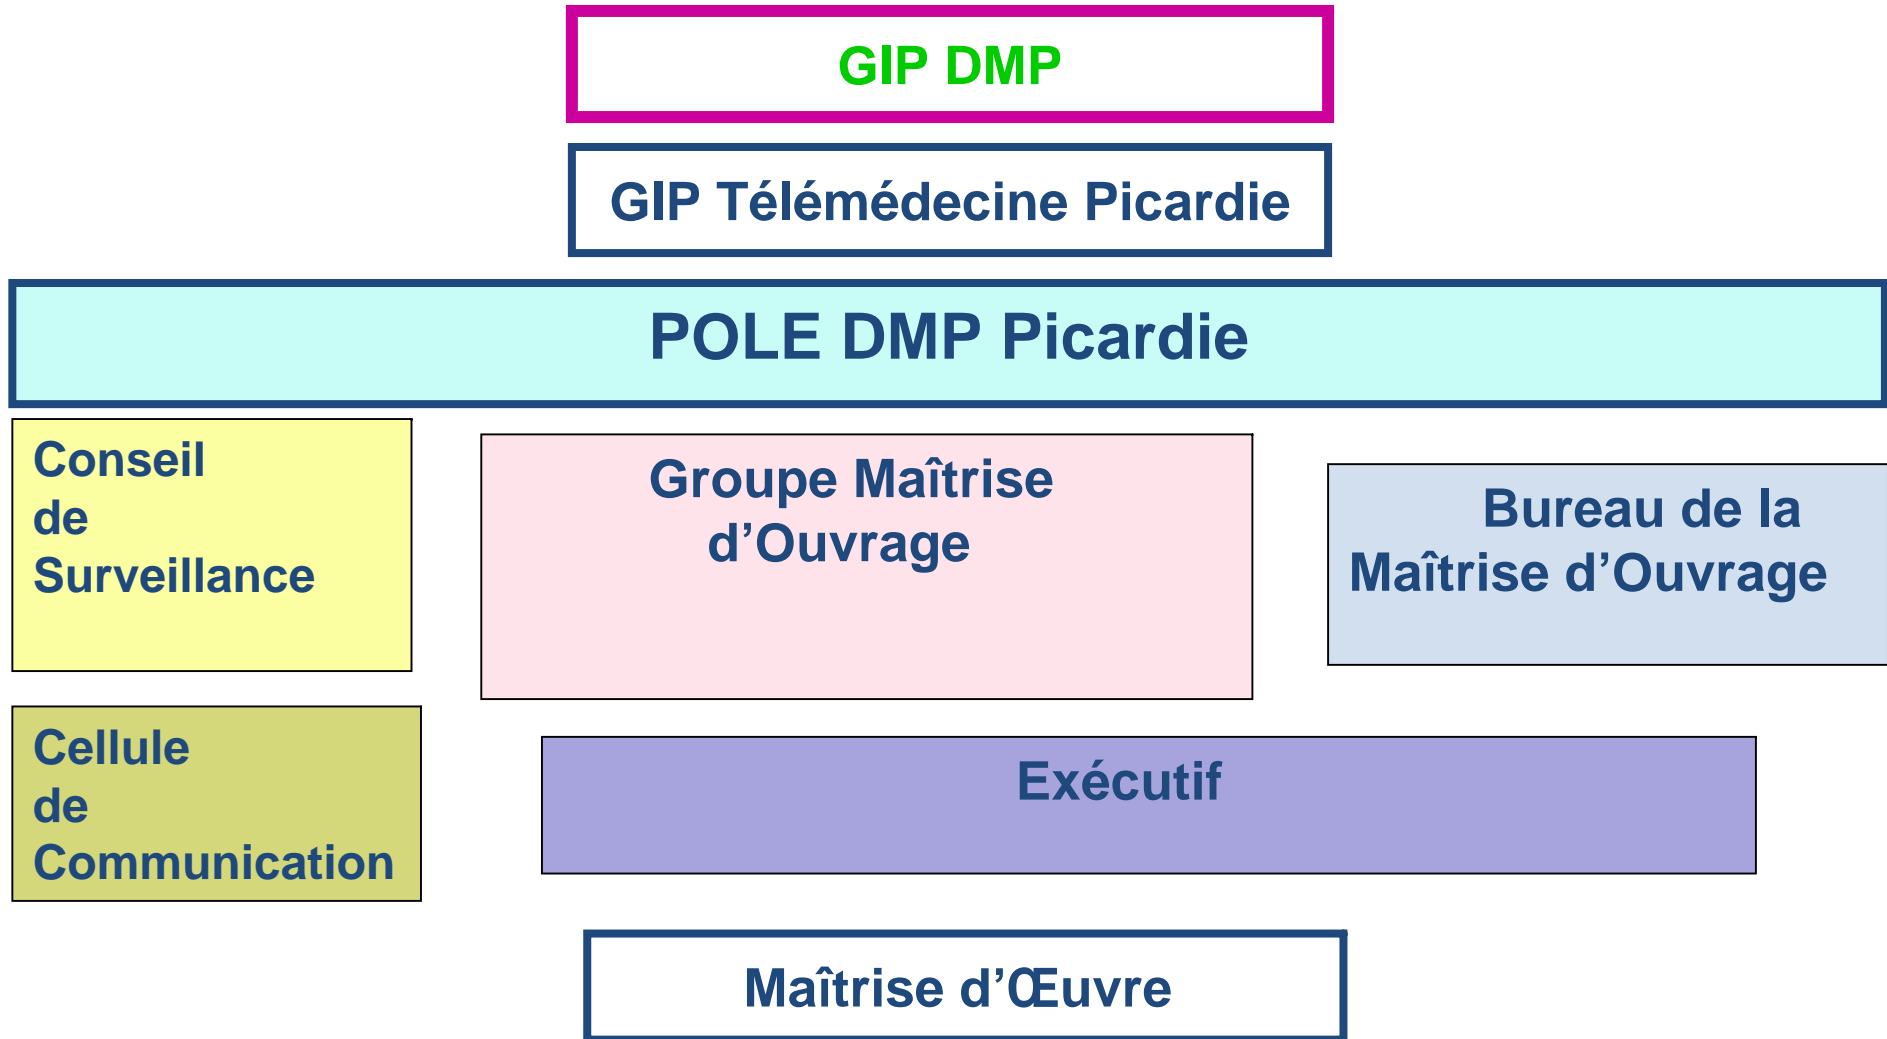 GIP DMP
GIP Télémédecine Picardie
POLE DMP Picardie
Conseil
de
Surveillance
Groupe Maîtrise
d’Ouvrage
Bureau de la
Maîtrise d’Ouvrage
Cellule
de
Communication
Exécutif
Maîtrise d’Œuvre